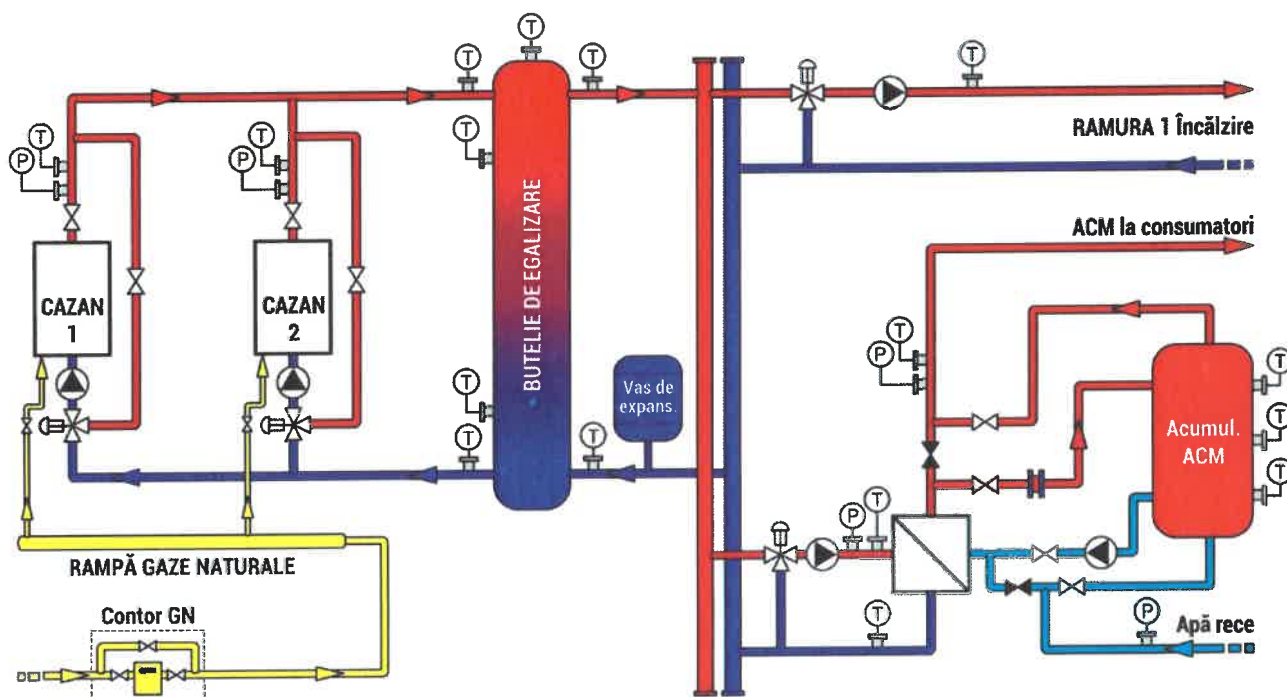 T
T
T
T
RAMURA 1 Încălzire
T
P
T
P
T
BUTELIE DE EGALIZARE
ACM la consumatori
CAZAN
1
CAZAN
2
T
P
T
Vas de
expans.
T
T
T
Acumul.
ACM
T
T
T
P
T
RAMPĂ GAZE NATURALE
Contor GN
T
P
Apă rece